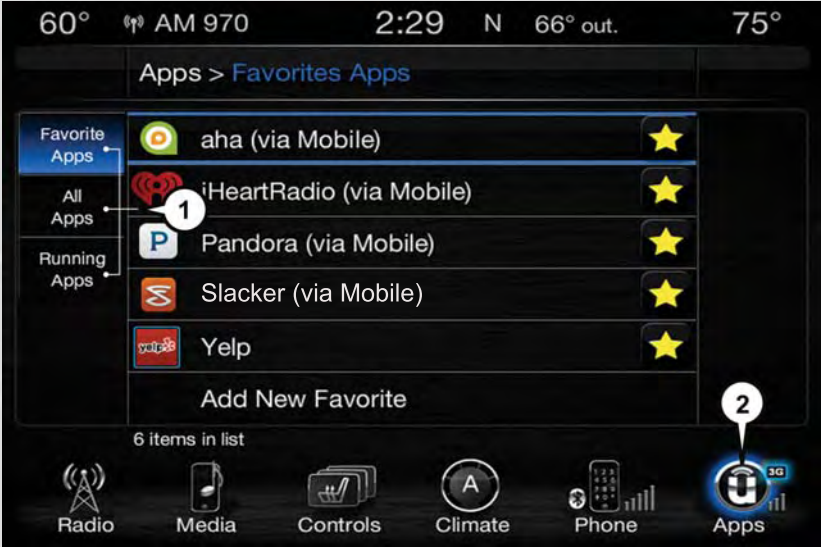 60° AM 970 2:29 N 66° out. 75°
Apps > Favorites Apps
Favorite
Apps
All
Apps
Running
Apps
1
aha (via Mobile)
iHeartRadio (via Mobile)
P
Pandora (via Mobile)
Slacker (via Mobile)
yelp
Yelp
Add New Favorite
6 items in list
2
A
3G
Radio Media Controls Climate Phone Apps